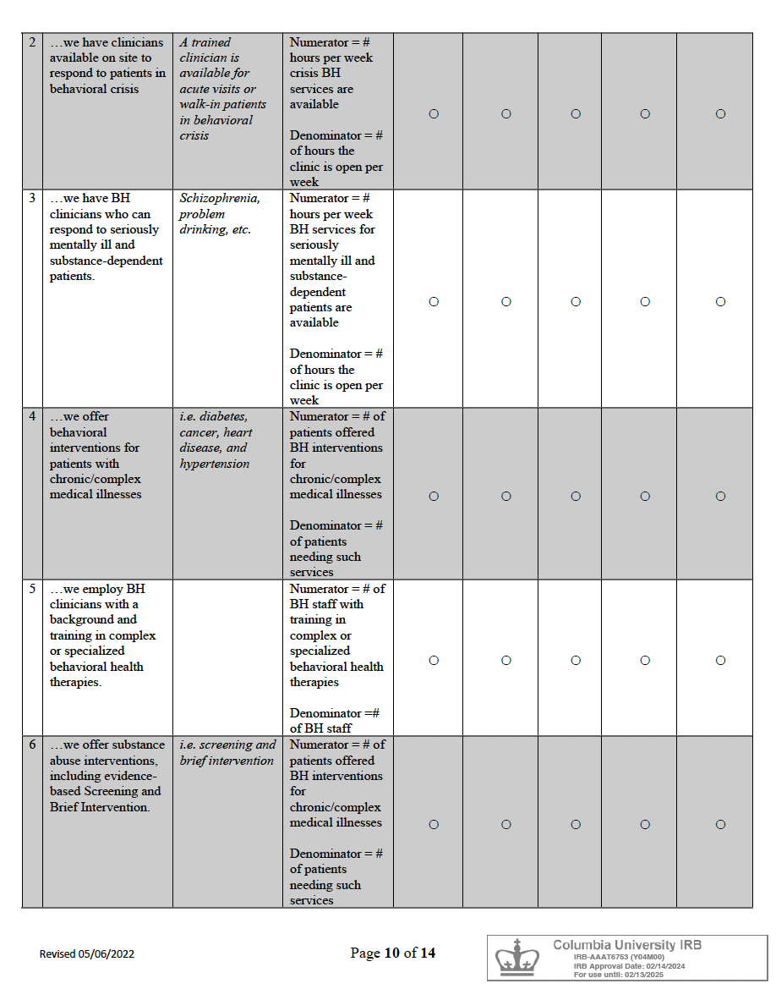 2
…we have clinicians
available on site to
respond to patients in
behavioral crisis
A trained
clinician is
available for
acute visits or
walk-in patients
in behavioral
crisis
Numerator = #
hours per week
crisis BH
services are
available
Denominator = #
of hours the
clinic is open per
week
3
…we have BH
clinicians who can
respond to seriously
mentally ill and
substance-dependent
patients.
Schizophrenia,
problem
drinking, etc.
Numerator = #
hours per week
BH services for
seriously
mentally ill and
substance-
dependent
patients are
available
Denominator = #
of hours the
clinic is open per
week
4
…we offer
behavioral
interventions for
patients with
chronic/complex
medical illnesses
i.e. diabetes,
cancer, heart
disease, and
hypertension
Numerator = # of
patients offered
BH interventions
for
chronic/complex
medical illnesses
Denominator = #
of patients
needing such
services
5
…we employ BH
clinicians with a
background and
training in complex
or specialized
behavioral health
therapies.
Numerator = # of
BH staff with
training in
complex or
specialized
behavioral health
therapies
Denominator =#
of BH staff
6
…we offer substance
abuse interventions,
including evidence-
based Screening and
Brief Intervention.
i.e. screening and
brief intervention
Numerator = # of
patients offered
BH interventions
for
chronic/complex
medical illnesses
Denominator = #
of patients
needing such
services
Revised 05/06/2022
Page 10 of 14
Columbia University IRB
IRB-AAAT6753 (Y04M00)
IRB Approval Date: 02/14/2024
For use until: 02/13/2025